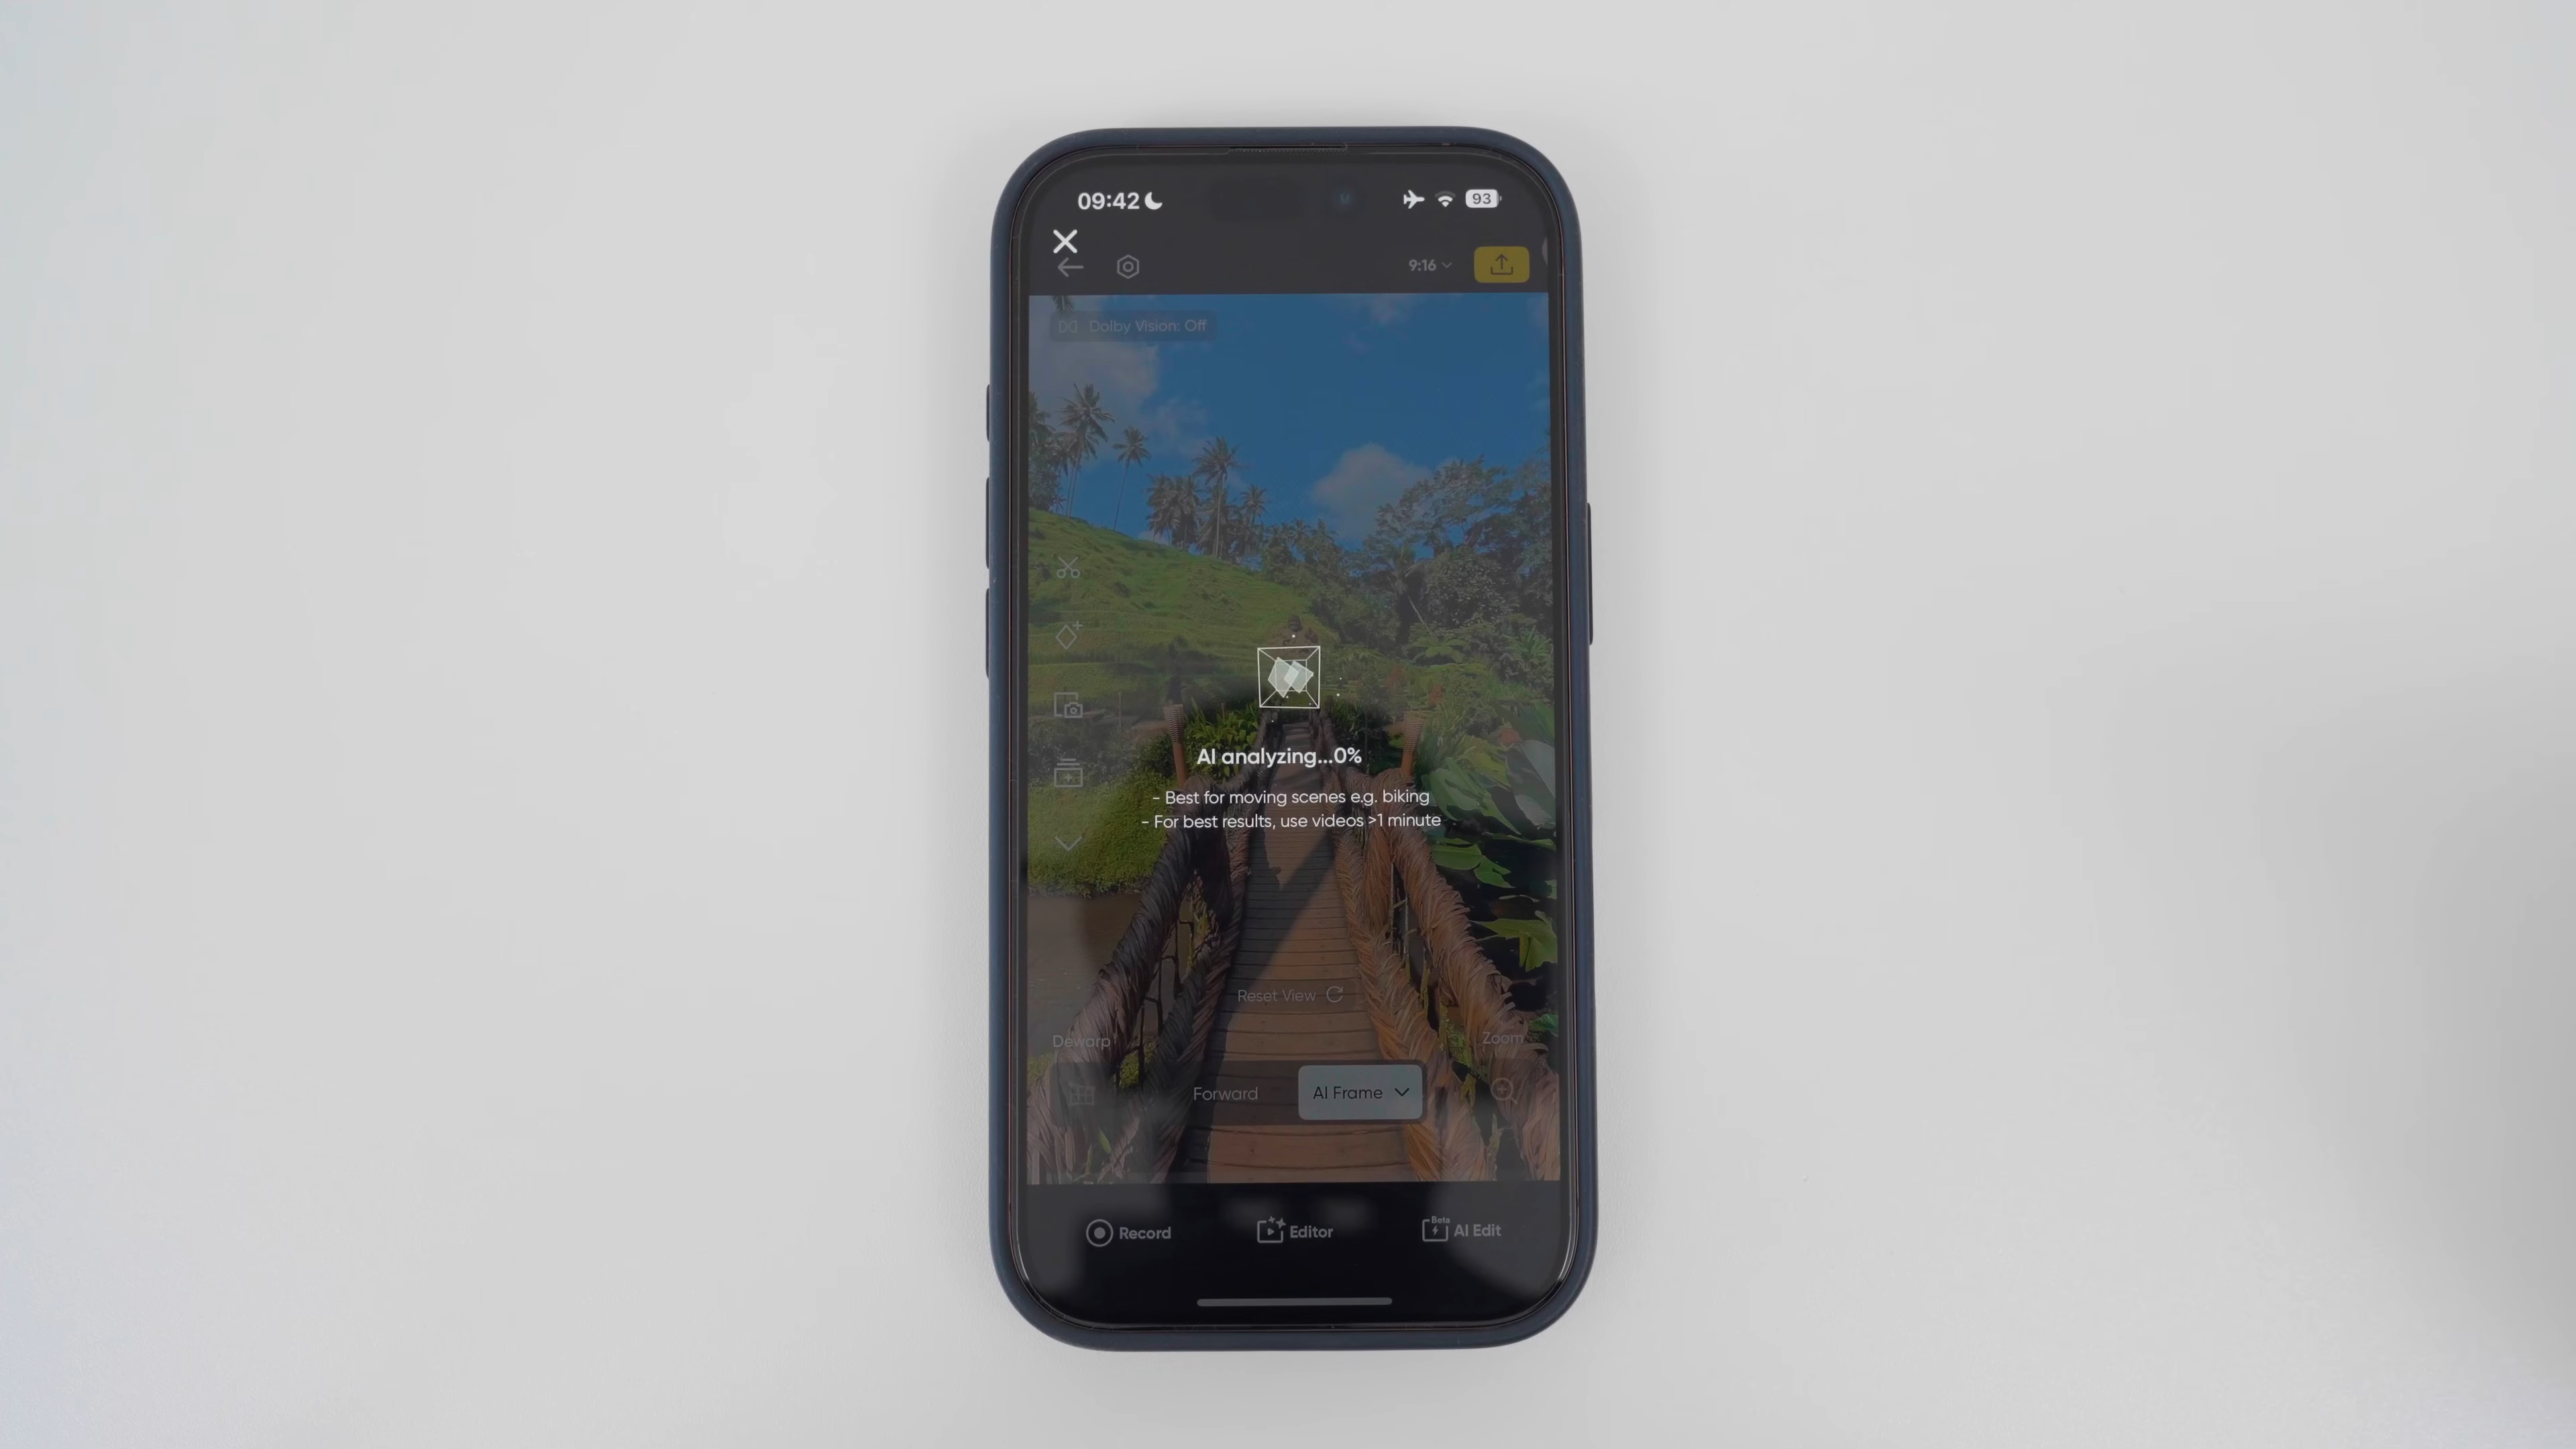 09:42
93
9:16
Dolby Vision: Off
AI analyzing...0%
- Best for moving scenes e.g. biking
- For best results, use videos >1 minute
Reset View
Dewarp
Zoom
Forward
AI Frame
Record
Editor
Beta
AI Edit